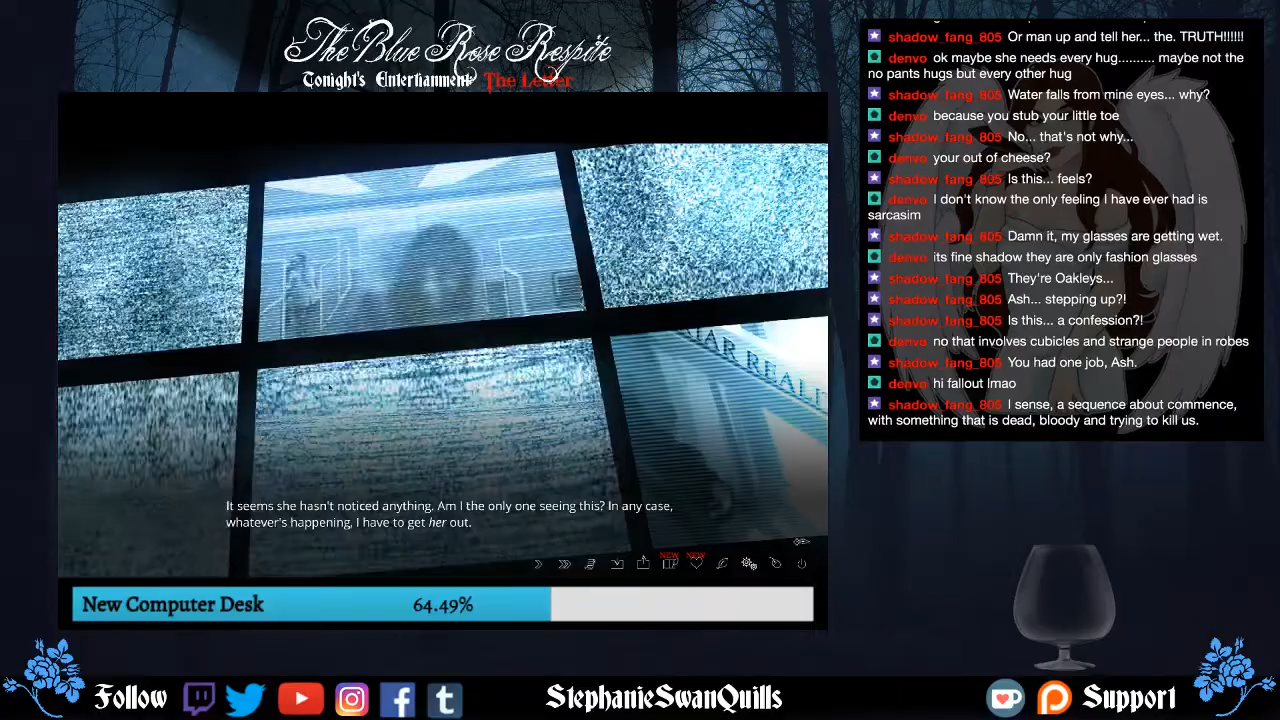 The Blue Rose Respite
Tonight's Entertainment The Letter
shadow_fang_805 Or man up and tell her... the. TRUTH!!!!!!
denvo ok maybe she needs every hug.......... maybe not the
no pants hugs but every other hug
shadow_fang_805 Water falls from mine eyes... why?
denvo because you stub your little toe
shadow_fang_805 No... that's not why...
denvo your out of cheese?
shadow_fang_805 Is this... feels?
denvo I don't know the only feeling I have ever had is
sarcasim
shadow_fang_805 Damn it, my glasses are getting wet.
denvo its fine shadow they are only fashion glasses
shadow_fang_805 They're Oakleys...
shadow_fang_805 Ash... stepping up?!
shadow_fang_805 Is this... a confession?!
denvo no that involves cubicles and strange people in robes
shadow_fang_805 You had one job, Ash.
denvo hi fallout lmao
shadow_fang_805 I sense, a sequence about commence,
with something that is dead, bloody and trying to kill us.
It seems she hasn't noticed anything. Am I the only one seeing this? In any case,
whatever's happening, I have to get her out.
NEW NEW
New Computer Desk 64.49%
Follow StephanieSwanQuills Support